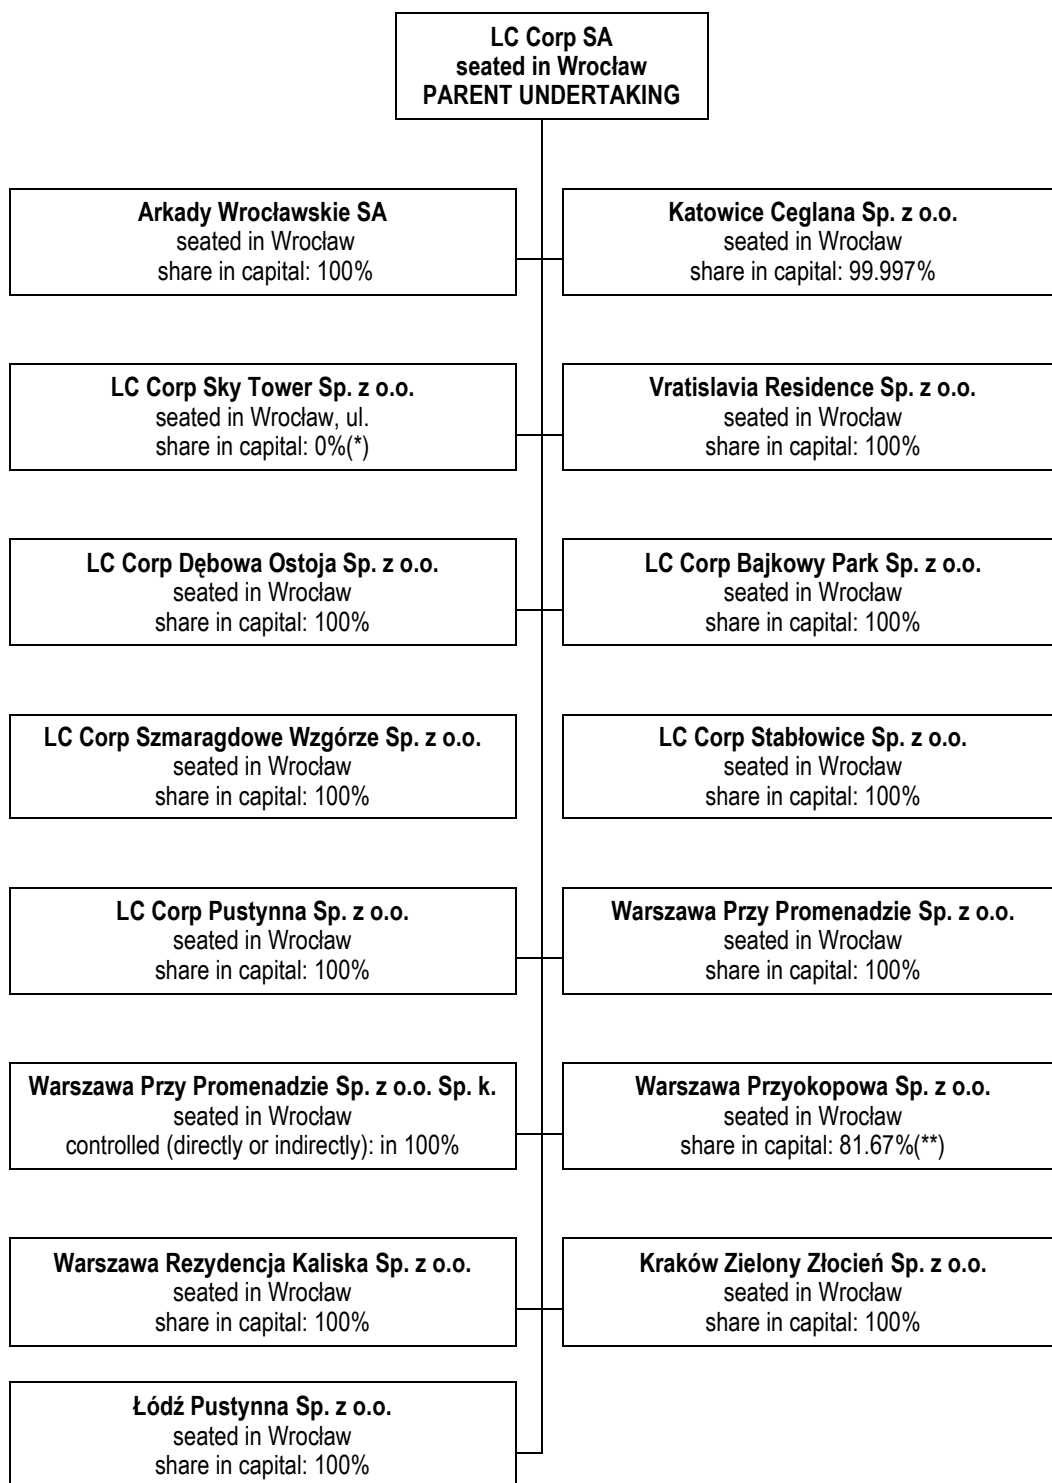 LC Corp SA
seated in Wrocław
PARENT UNDERTAKING
Arkady Wrocławskie SA
seated in Wrocław
share in capital: 100%
Katowice Ceglana Sp. z o.o.
seated in Wrocław
share in capital: 99.997%
LC Corp Sky Tower Sp. z o.o.
seated in Wrocław, ul.
share in capital: 0%(*)
Vratislavia Residence Sp. z o.o.
seated in Wrocław
share in capital: 100%
LC Corp Dębowa Ostoja Sp. z o.o.
seated in Wrocław
share in capital: 100%
LC Corp Bajkowy Park Sp. z o.o.
seated in Wrocław
share in capital: 100%
LC Corp Szmaragdowe Wzgórze Sp. z o.o.
seated in Wrocław
share in capital: 100%
LC Corp Stabłowice Sp. z o.o.
seated in Wrocław
share in capital: 100%
LC Corp Pustynna Sp. z o.o.
seated in Wrocław
share in capital: 100%
Warszawa Przy Promenadzie Sp. z o.o.
seated in Wrocław
share in capital: 100%
Warszawa Przy Promenadzie Sp. z o.o. Sp. k.
seated in Wrocław
controlled (directly or indirectly): in 100%
Warszawa Przyokopowa Sp. z o.o.
seated in Wrocław
share in capital: 81.67%(**)
Warszawa Rezydencja Kaliska Sp. z o.o.
seated in Wrocław
share in capital: 100%
Kraków Zielony Złocień Sp. z o.o.
seated in Wrocław
share in capital: 100%
Łódź Pustynna Sp. z o.o.
seated in Wrocław
share in capital: 100%